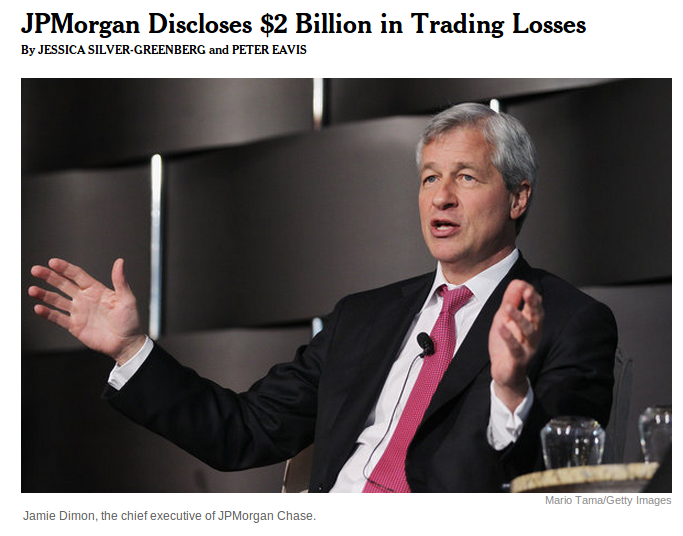 JPMorgan Discloses $2 Billion in Trading Losses
By JESSICA SILVER-GREENBERG and PETER EAVIS
Mario Tama/Getty Images
Jamie Dimon, the chief executive of JPMorgan Chase.